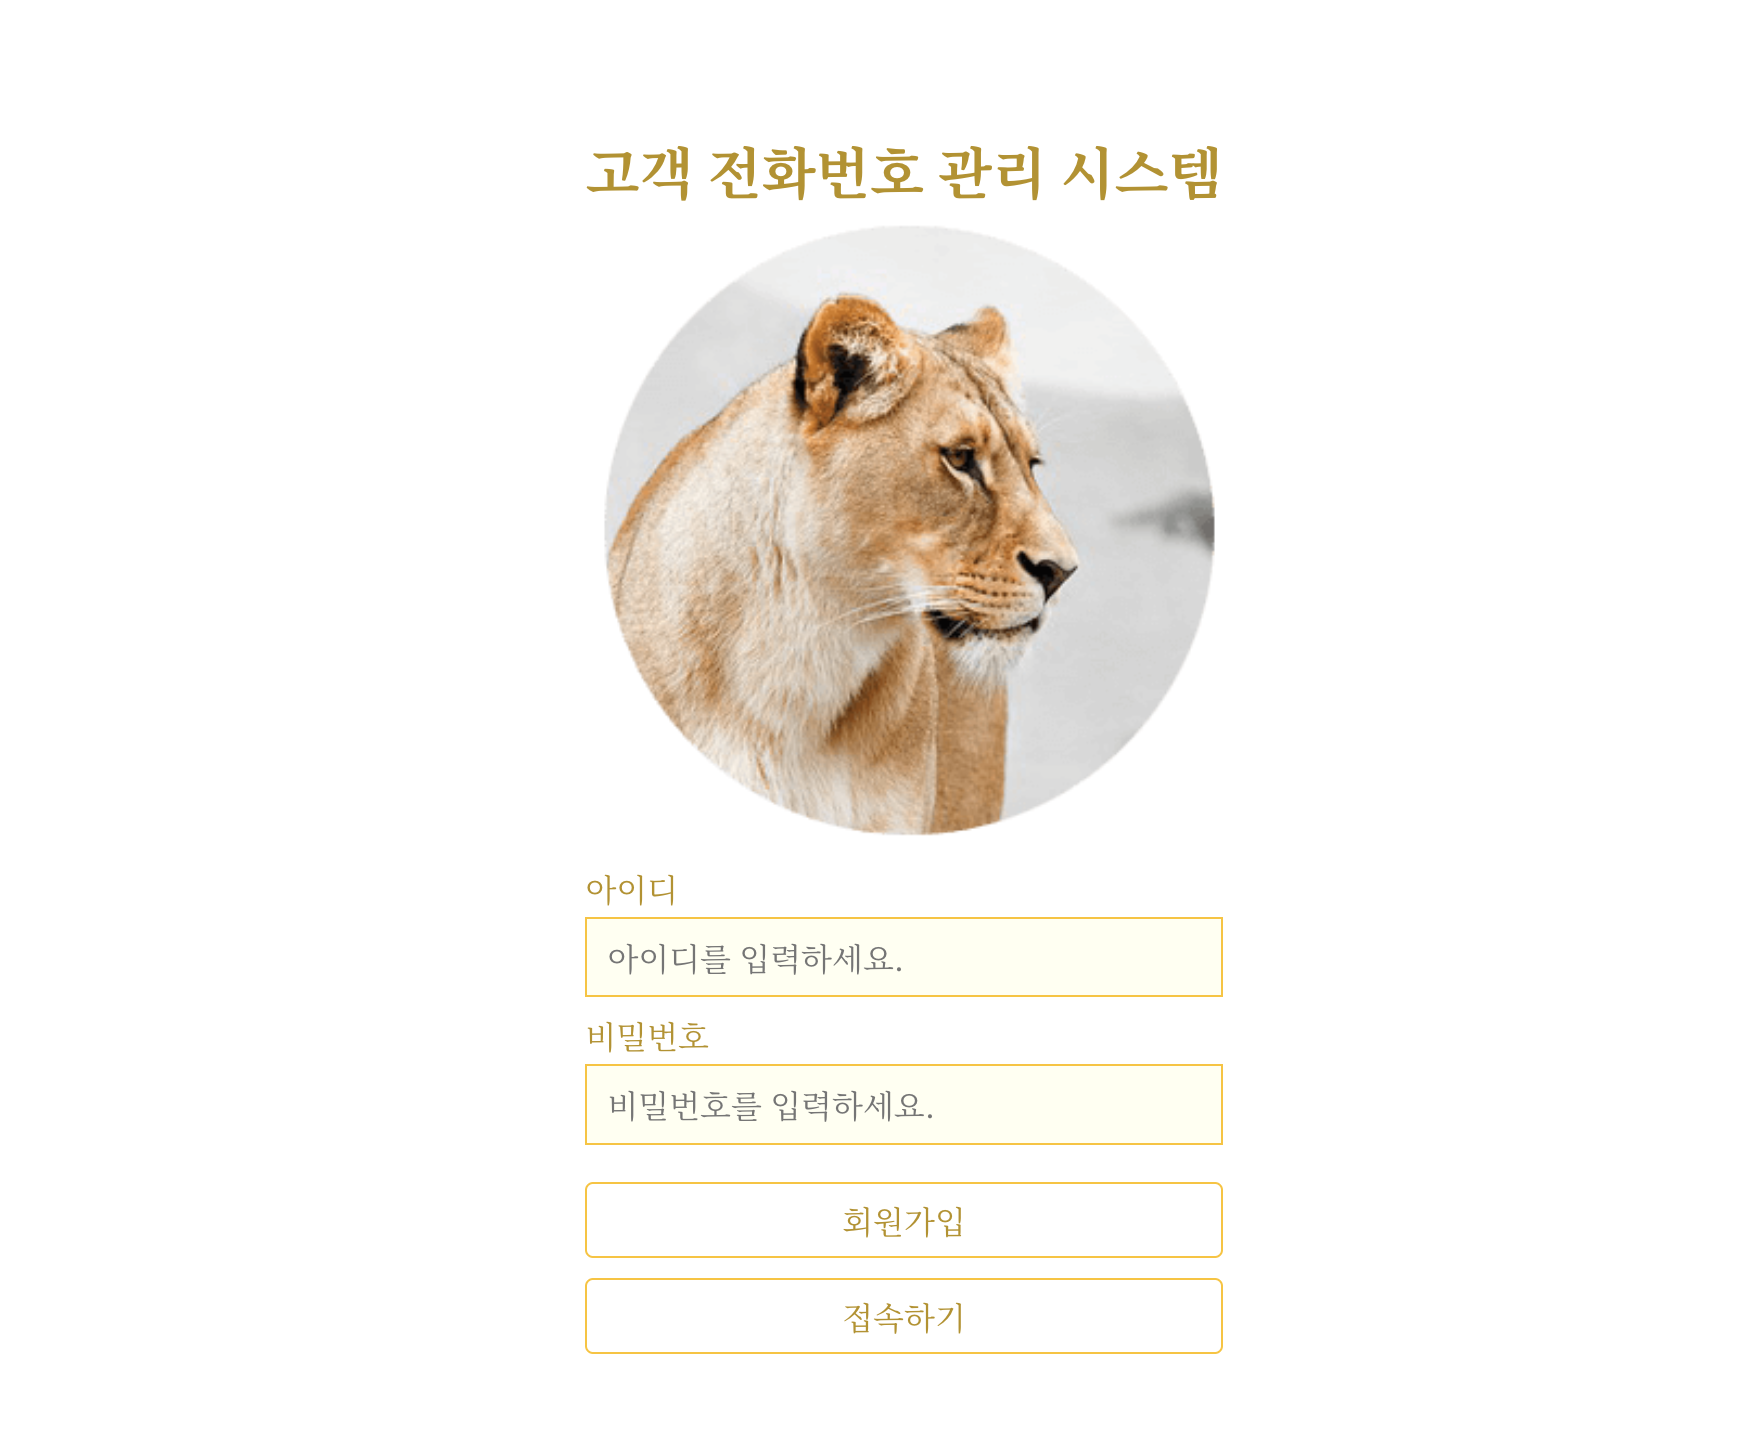 고객 전화번호 관리 시스템
아이디
아이디를 입력하세요.
비밀번호
비밀번호를 입력하세요.
회원가입
접속하기